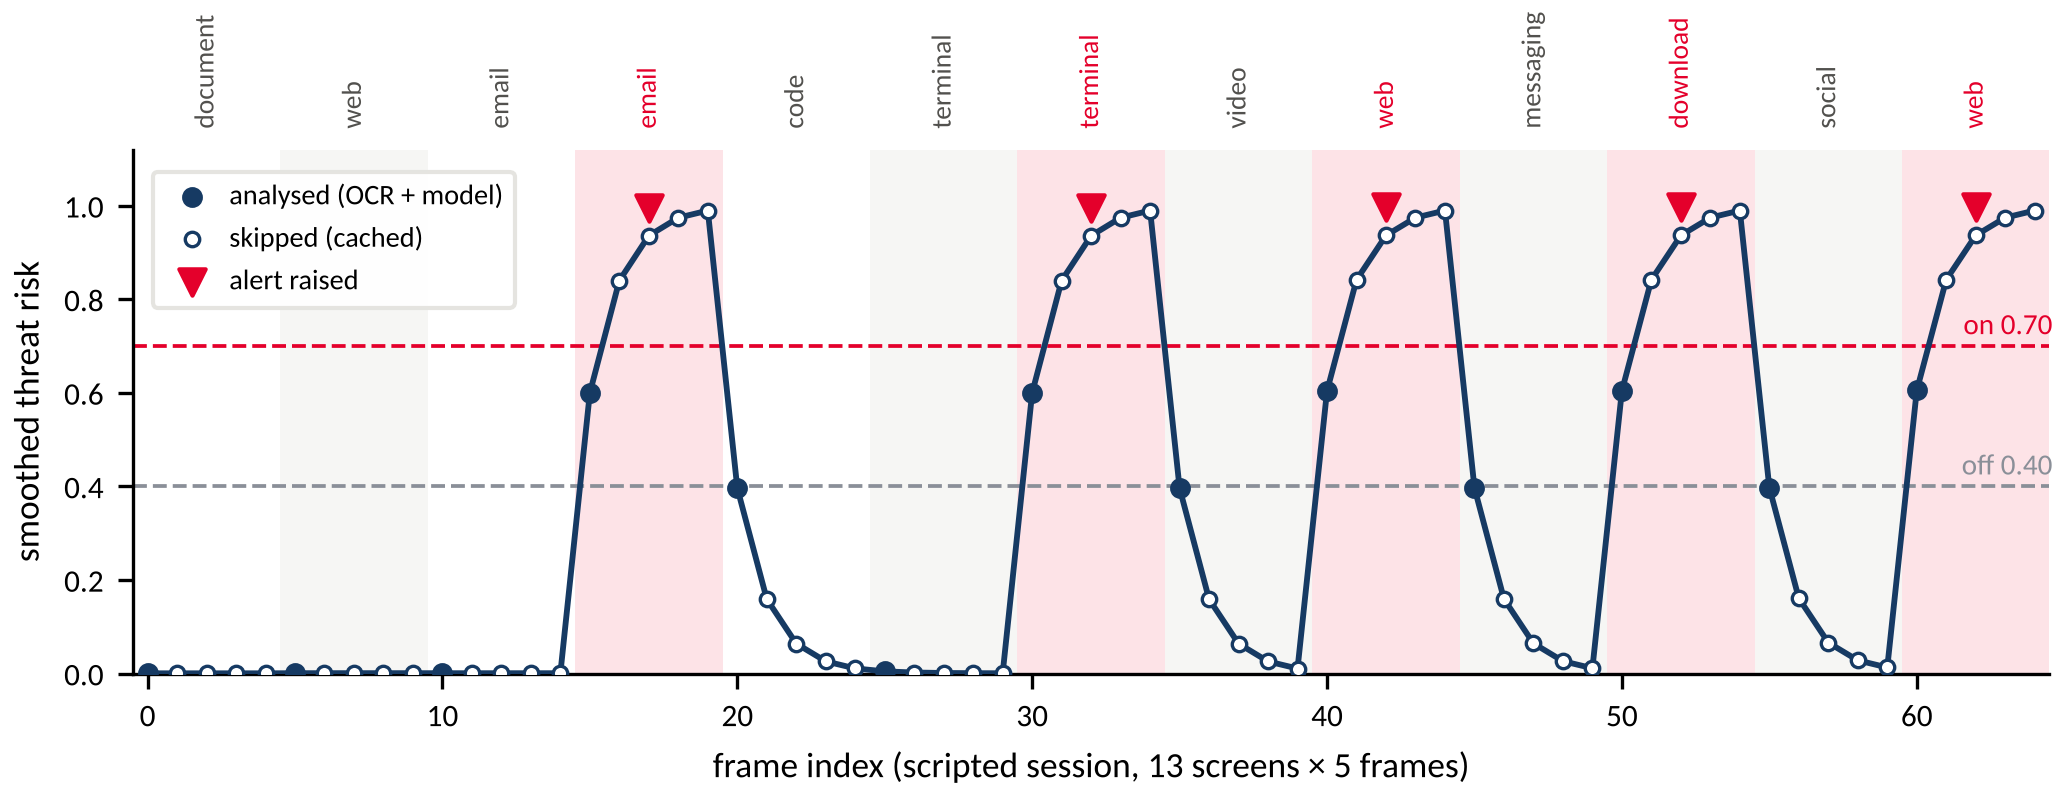 document
web
email
email
code
terminal
terminal
video
web
messaging
download
social
web
analysed (OCR + model)
skipped (cached)
alert raised
on 0.70
off 0.40
smoothed threat risk
1.0
0.8
0.6
0.4
0.2
0.0
0 10 20 30 40 50 60
frame index (scripted session, 13 screens × 5 frames)